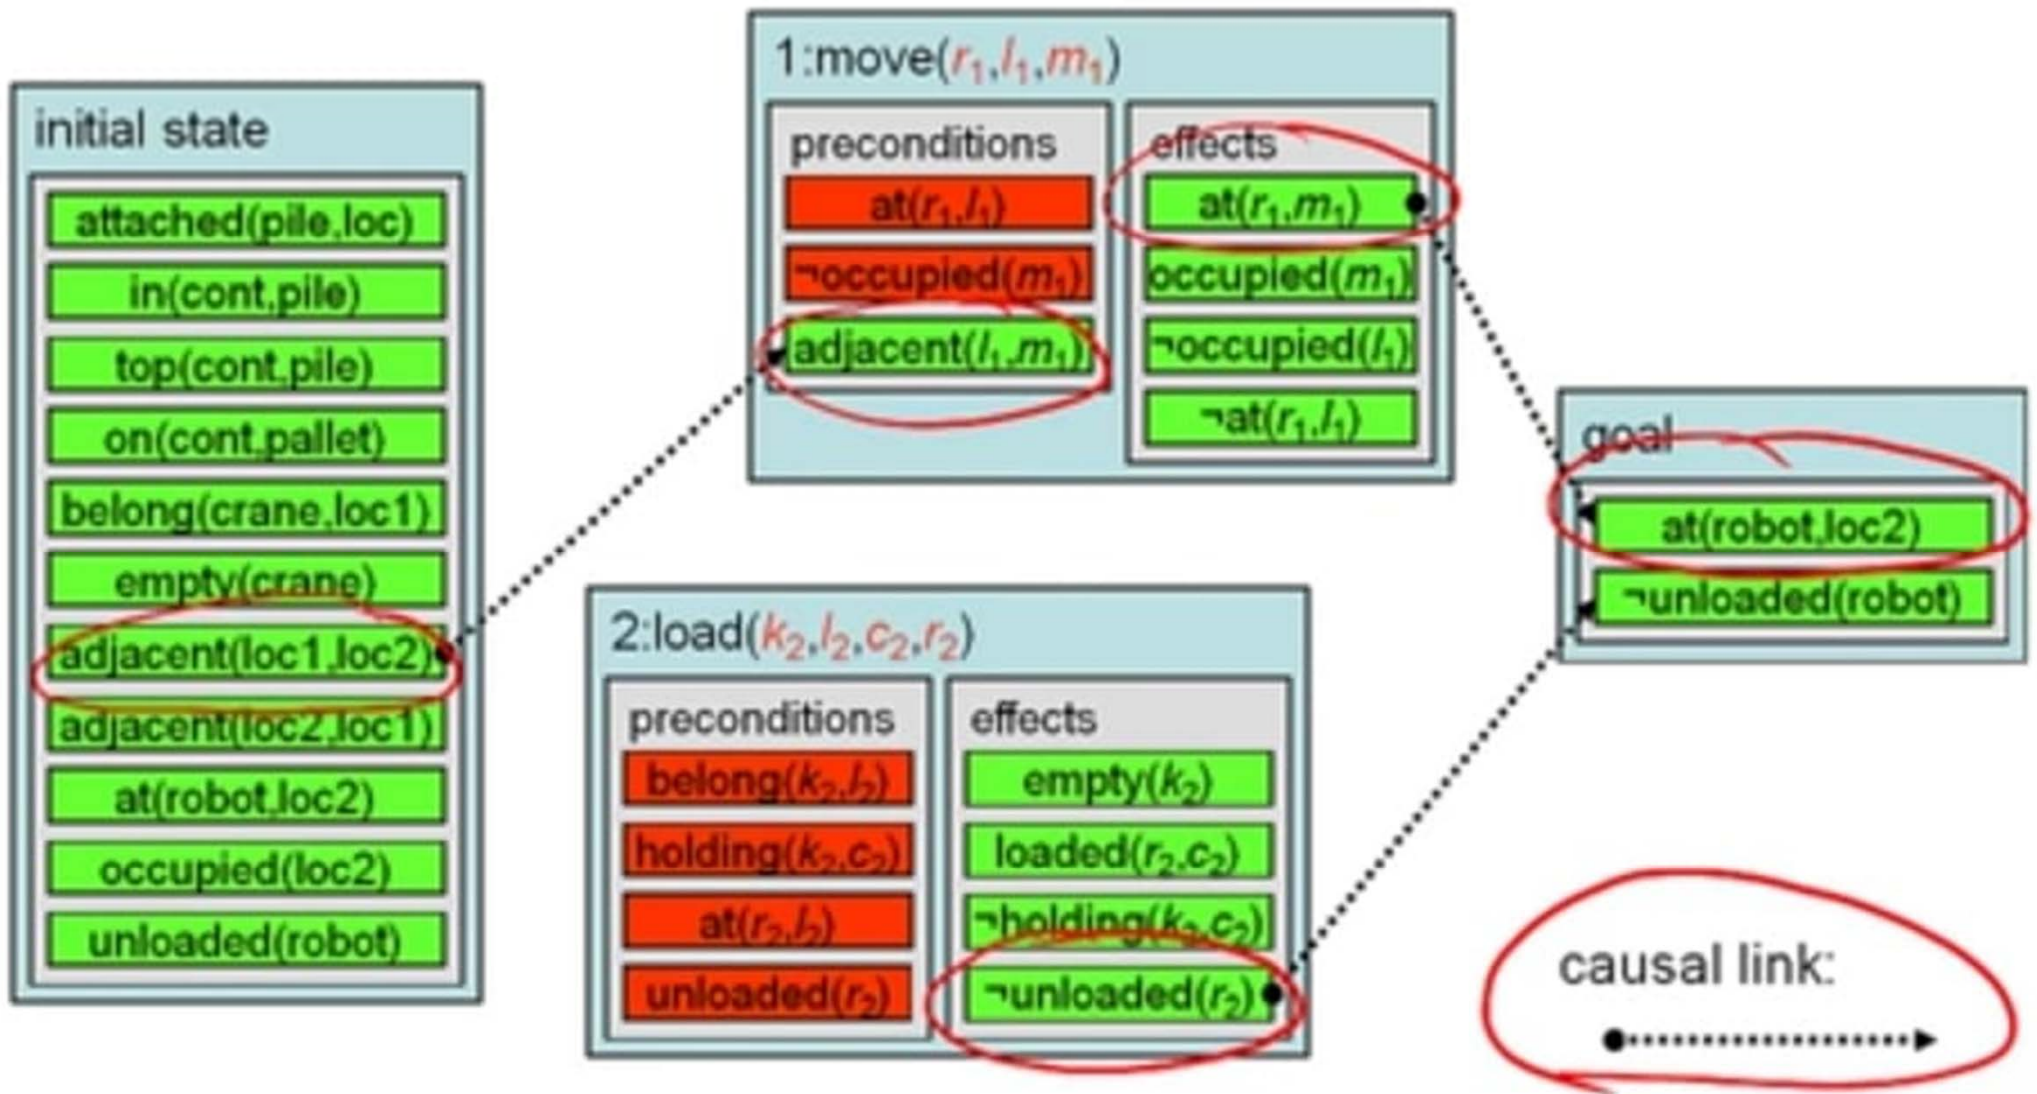 initial state
attached(pile,loc)
in(cont,pile)
top(cont,pile)
on(cont,pallet)
belong(crane,loc1)
empty(crane)
adjacent(loc1,loc2)
adjacent(loc2,loc1)
at(robot,loc2)
occupied(loc2)
unloaded(robot)
1:move(r₁,l₁,m₁)
preconditions
at(r₁,l₁)
¬occupied(m₁)
adjacent(l₁,m₁)
effects
at(r₁,m₁)
occupied(m₁)
¬occupied(l₁)
¬at(r₁,l₁)
2:load(k₂,l₂,c₂,r₂)
preconditions
belong(k₂,l₂)
holding(k₂,c₂)
at(r₂,l₂)
unloaded(r₂)
effects
empty(k₂)
loaded(r₂,c₂)
¬holding(k₂,c₂)
¬unloaded(r₂)
goal
at(robot,loc2)
¬unloaded(robot)
causal link: